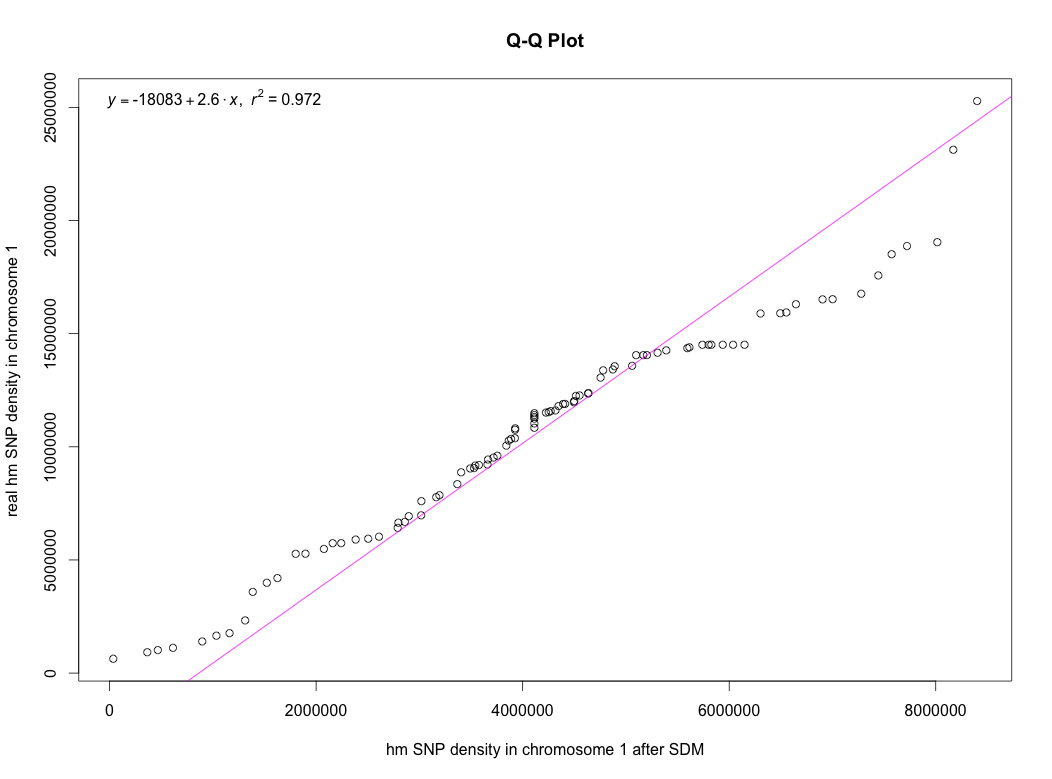 Q-Q Plot
y = -18083 + 2.6 · x, r² = 0.972
25000000
20000000
15000000
10000000
5000000
0
real hm SNP density in chromosome 1
0 2000000 4000000 6000000 8000000
hm SNP density in chromosome 1 after SDM